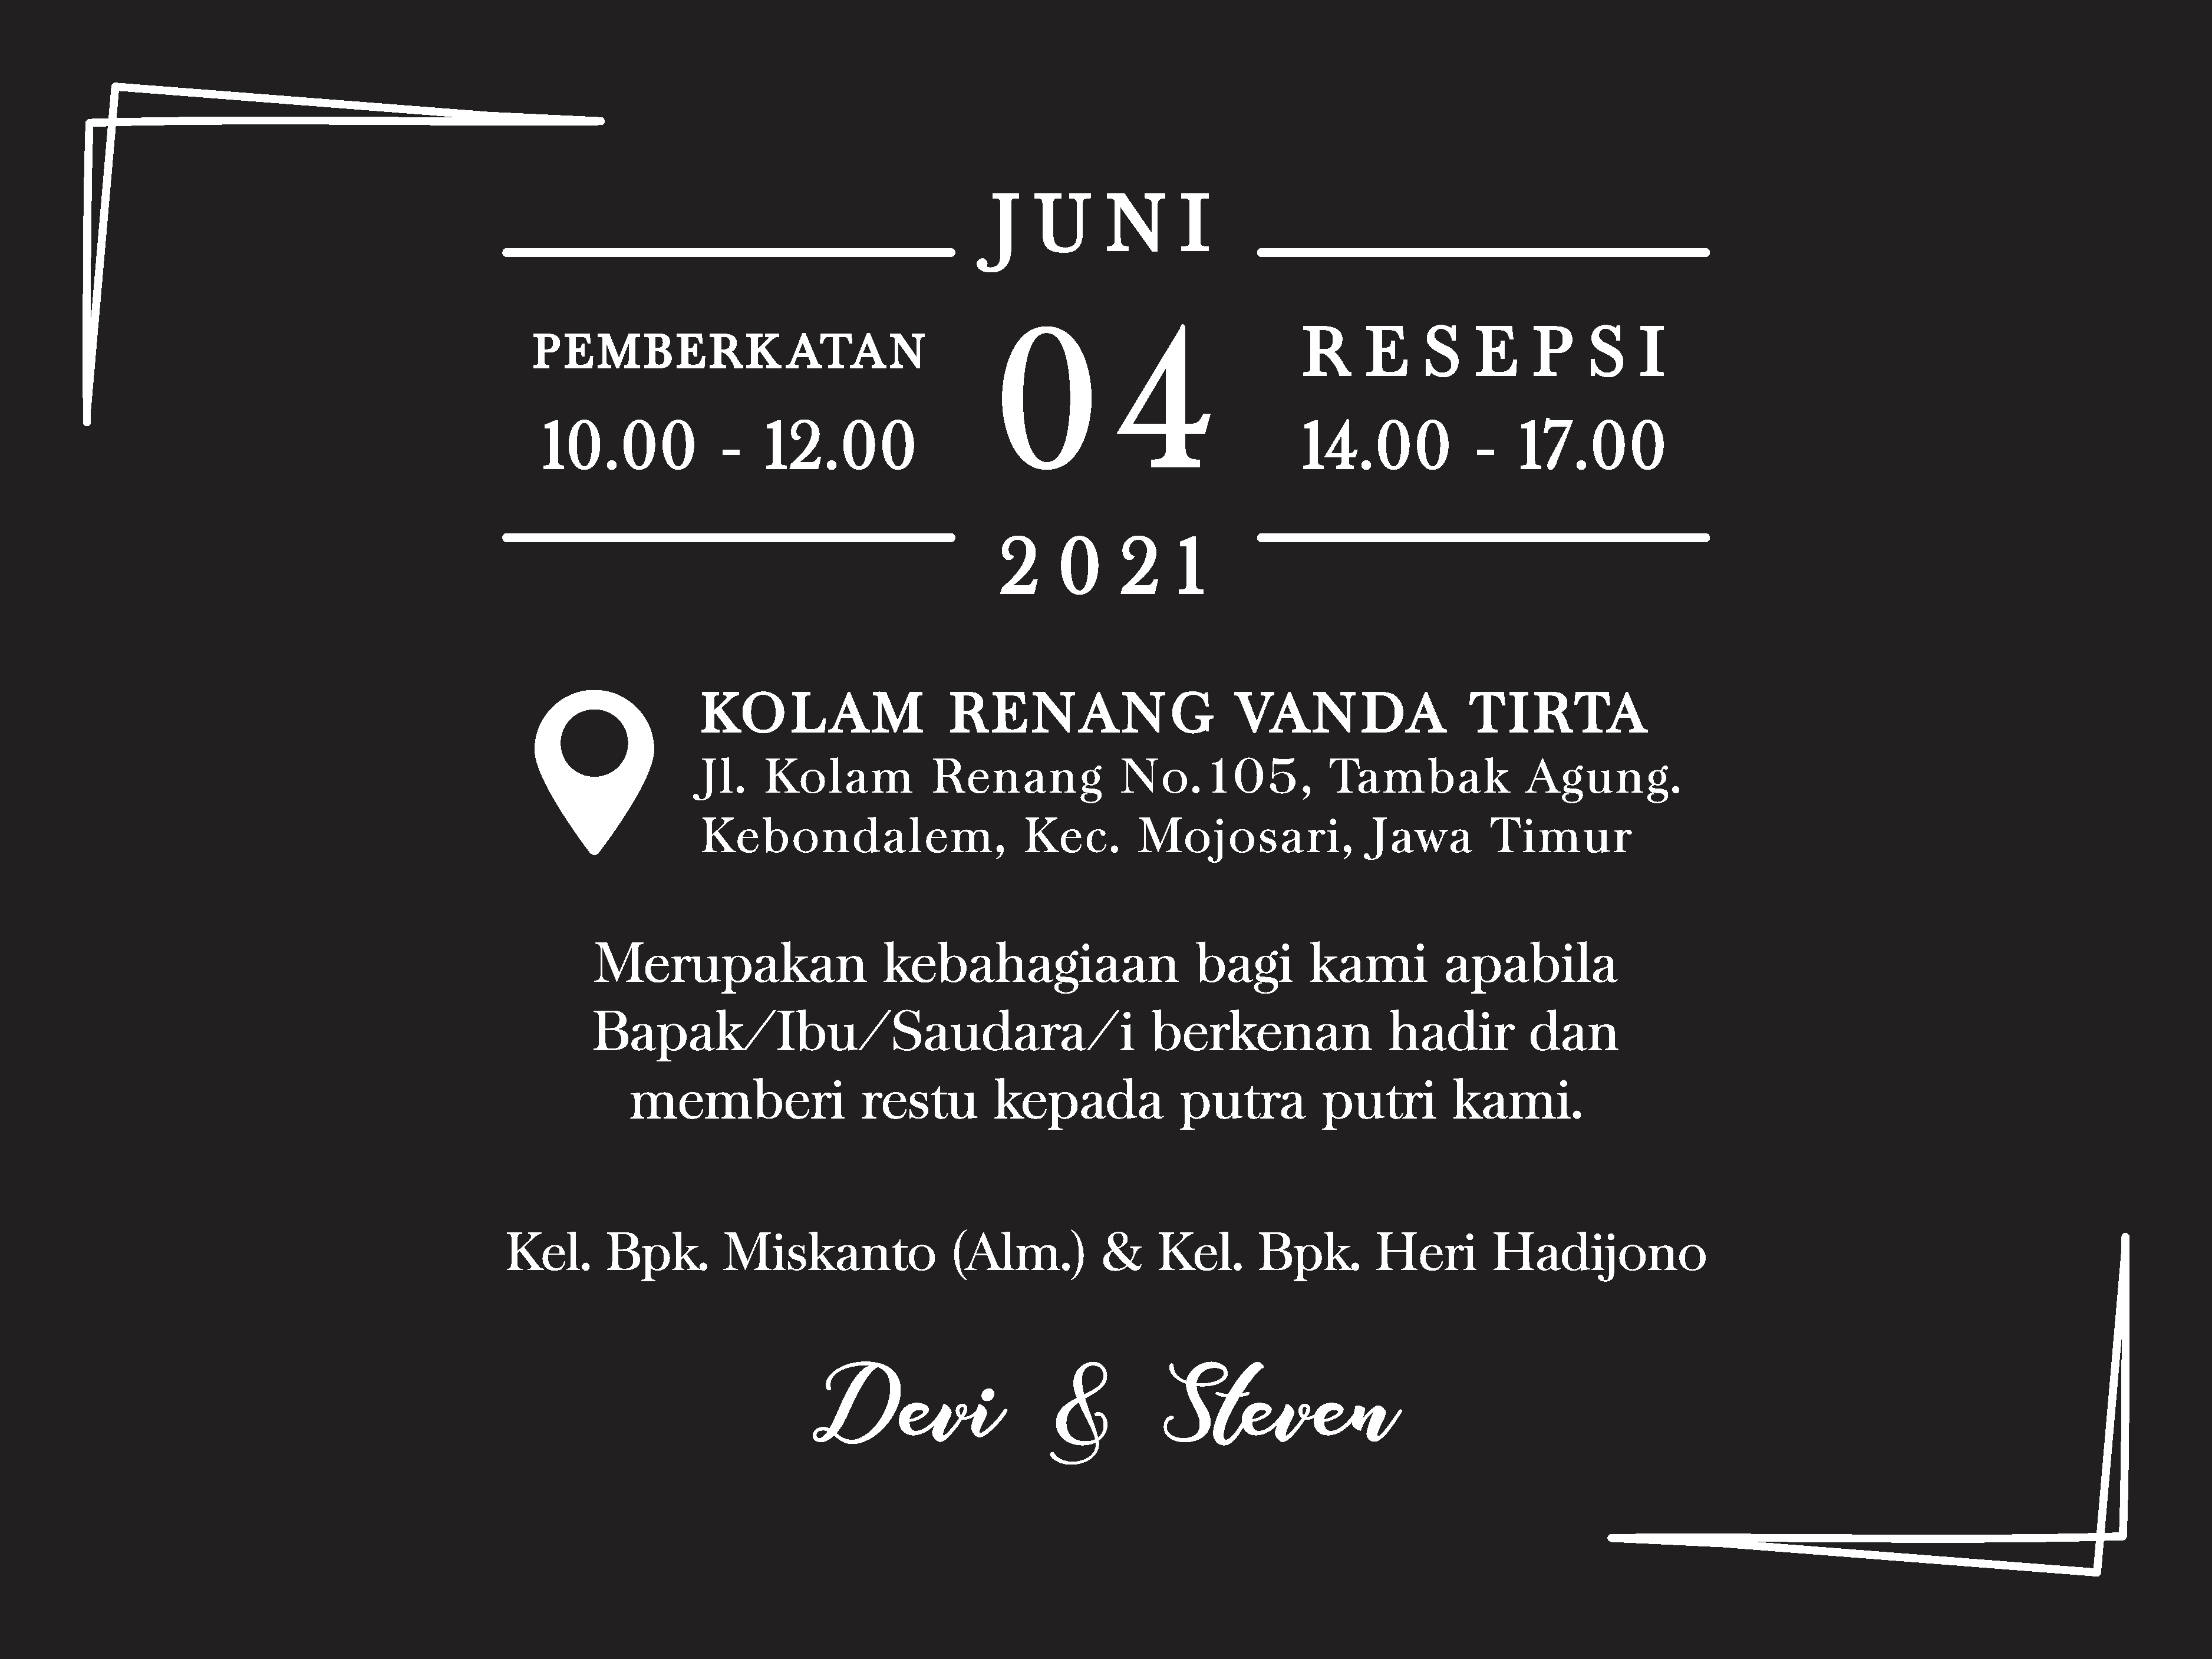 JUNI
PEMBERKATAN
10.00 - 12.00
04
RESEPSI
14.00 - 17.00
2021
KOLAM RENANG VANDA TIRTA
Jl. Kolam Renang No.105, Tambak Agung.
Kebondalem, Kec. Mojosari, Jawa Timur
Merupakan kebahagiaan bagi kami apabila
Bapak/Ibu/Saudara/i berkenan hadir dan
memberi restu kepada putra putri kami.
Kel. Bpk. Miskanto (Alm.) & Kel. Bpk. Heri Hadijono
Devi & Steven